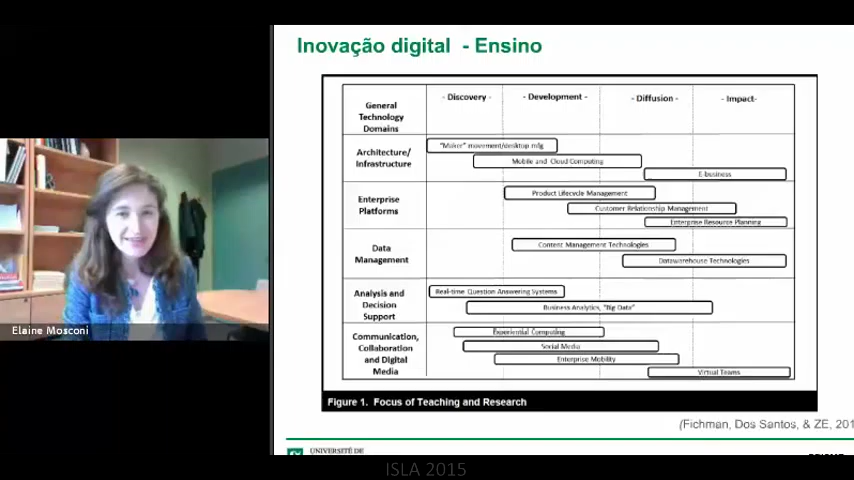 Inovação digital - Ensino
General
Technology
Domains
- Discovery -
- Development -
- Diffusion -
- Impact-
Architecture/
Infrastructure
"Maker" movement/desktop mfg
Mobile and Cloud Computing
E-business
Enterprise
Platforms
Product Lifecycle Management
Customer Relationship Management
Enterprise Resource Planning
Data
Management
Content Management Technologies
Datawarehouse Technologies
Analysis and
Decision
Support
Real-time Question Answering Systems
Business Analytics, "Big Data"
Communication,
Collaboration
and Digital
Media
Experiential Computing
Social Media
Enterprise Mobility
Virtual Teams
Figure 1. Focus of Teaching and Research
(Fichman, Dos Santos, & ZE, 201
UNIVERSITÉ DE
Elaine Mosconi
ISLA 2015